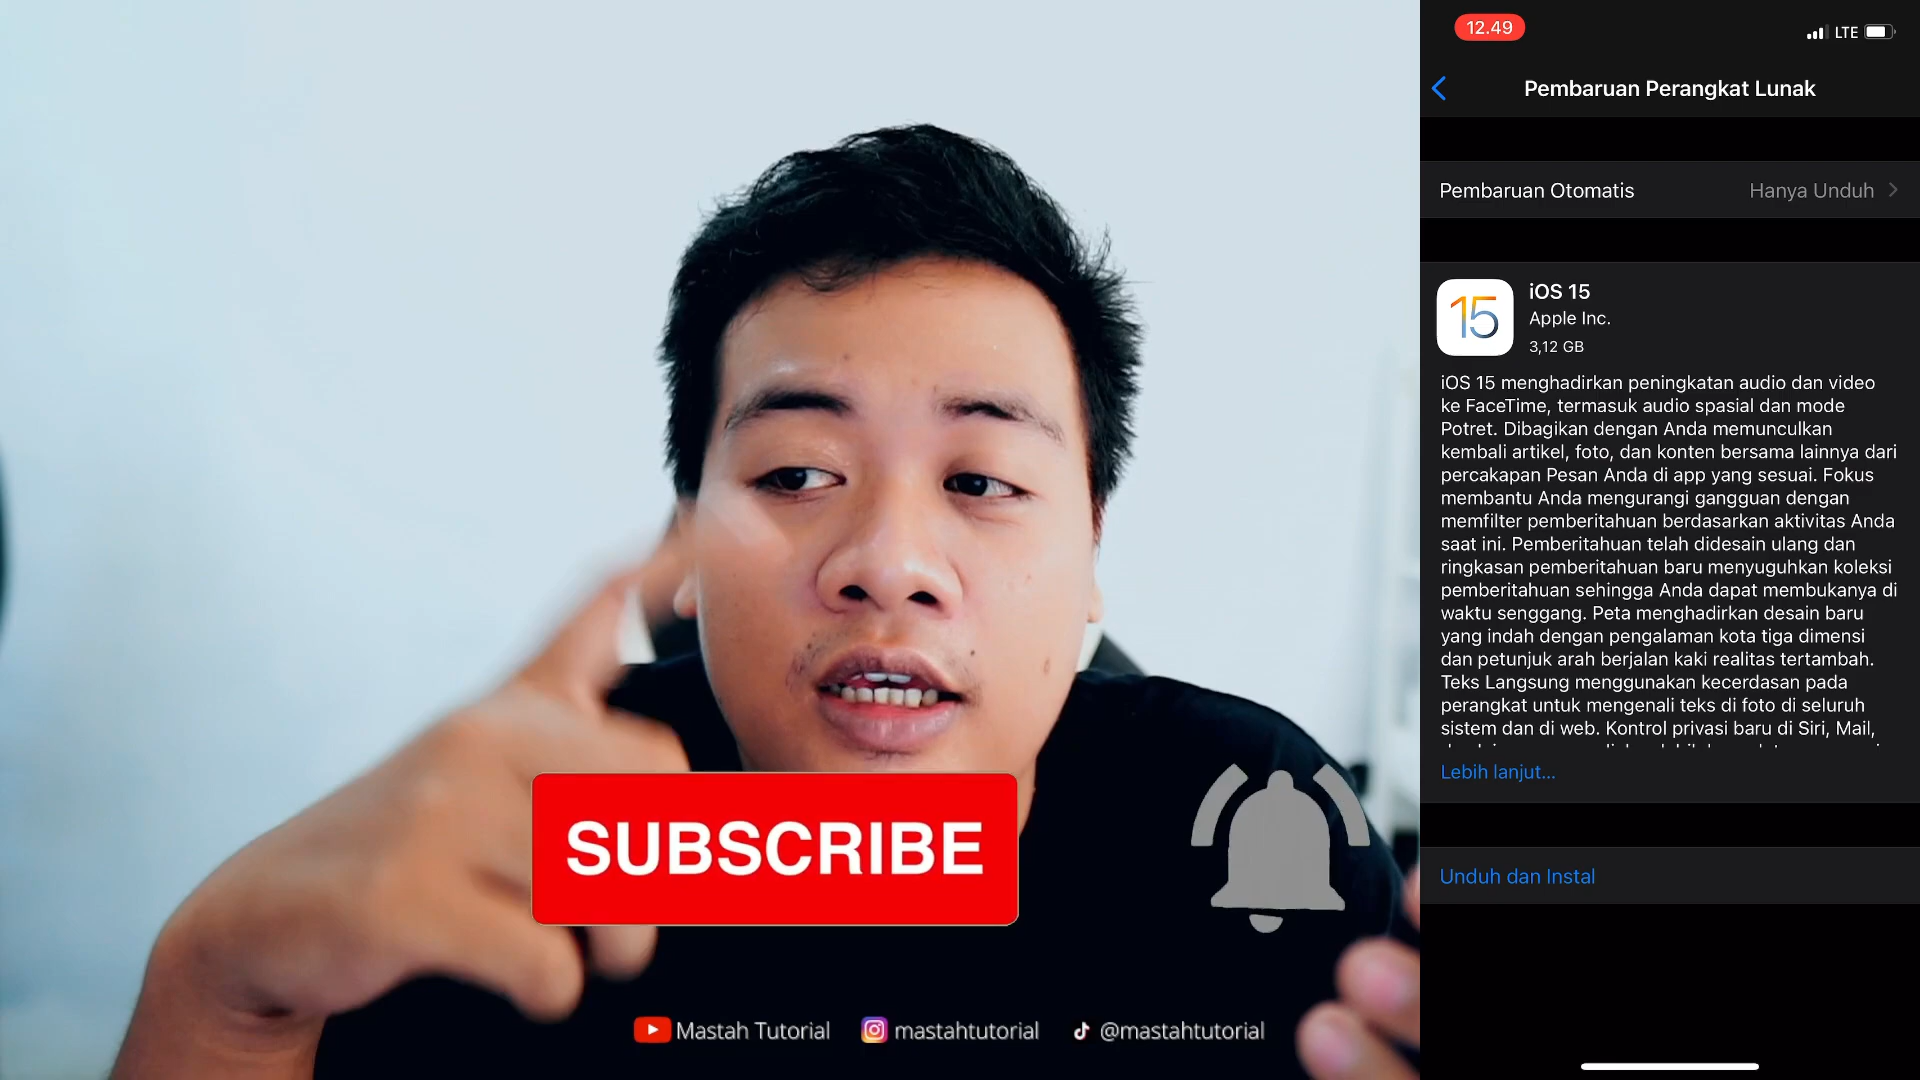 SUBSCRIBE
Mastah Tutorial mastahtutorial @mastahtutorial
12.49 LTE
Pembaruan Perangkat Lunak
Pembaruan Otomatis Hanya Unduh
15
iOS 15
Apple Inc.
3,12 GB
iOS 15 menghadirkan peningkatan audio dan video
ke FaceTime, termasuk audio spasial dan mode
Potret. Dibagikan dengan Anda memunculkan
kembali artikel, foto, dan konten bersama lainnya dari
percakapan Pesan Anda di app yang sesuai. Fokus
membantu Anda mengurangi gangguan dengan
memfilter pemberitahuan berdasarkan aktivitas Anda
saat ini. Pemberitahuan telah didesain ulang dan
ringkasan pemberitahuan baru menyuguhkan koleksi
pemberitahuan sehingga Anda dapat membukanya di
waktu senggang. Peta menghadirkan desain baru
yang indah dengan pengalaman kota tiga dimensi
dan petunjuk arah berjalan kaki realitas tertambah.
Teks Langsung menggunakan kecerdasan pada
perangkat untuk mengenali teks di foto di seluruh
sistem dan di web. Kontrol privasi baru di Siri, Mail,
Lebih lanjut...
Unduh dan Instal